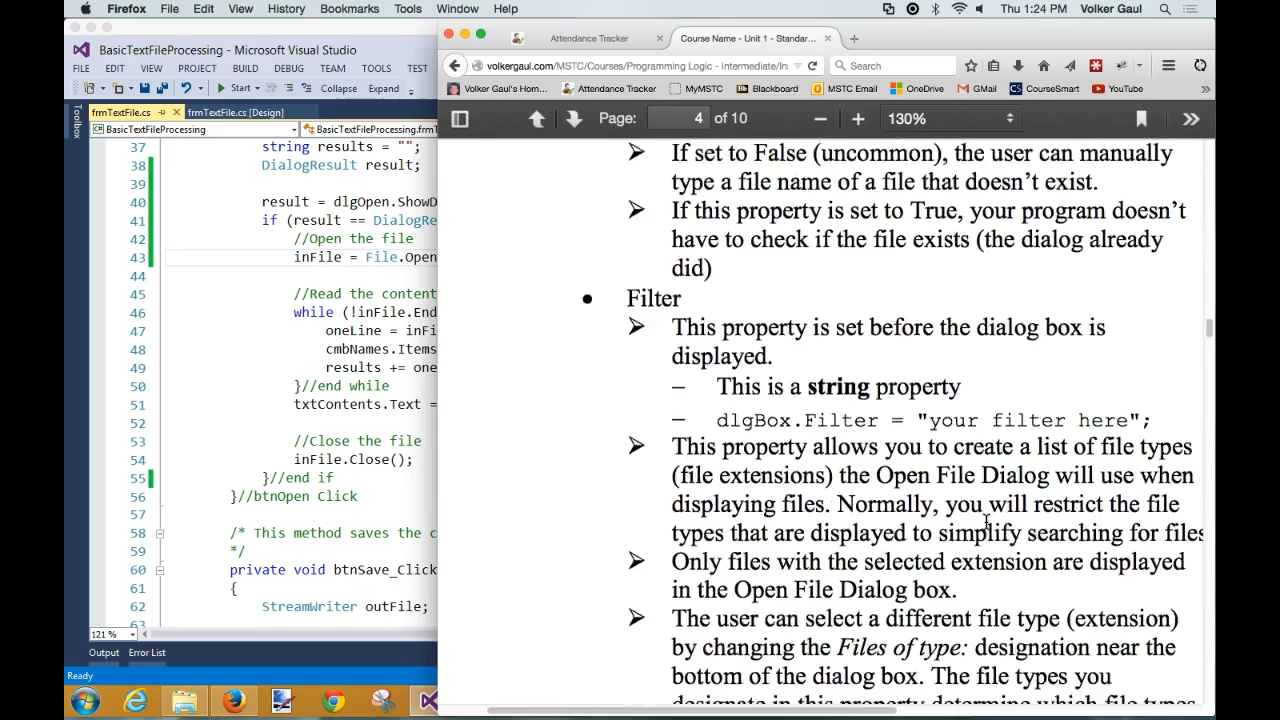 Firefox File Edit View History Bookmarks Tools Window Help Thu 1:24 PM Volker Gaul
BasicTextFileProcessing - Microsoft Visual Studio
FILE EDIT VIEW PROJECT BUILD DEBUG TEAM TOOLS TEST
Start Collapse Expand
frmTextFile.cs frmTextFile.cs [Design]
BasicTextFileProcessing BasicTextFileProcessing.frmT
37 string results = "";
38 DialogResult result;
39
40 result = dlgOpen.ShowD
41 if (result == DialogRe
42 //Open the file
43 inFile = File.Open
44
45 //Read the content
46 while (!inFile.End
47 oneLine = inFi
48 cmbNames.Items
49 results += one
50 }//end while
51 txtContents.Text =
52
53 //Close the file
54 inFile.Close();
55 }//end if
56 }//btnOpen Click
57
58 /* This method saves the c
59 */
60 private void btnSave_Click
61 {
62 StreamWriter outFile;
63
121 %
Output Error List
Ready
Attendance Tracker Course Name - Unit 1 - Standar...
volkergaul.com/MSTC/Courses/Programming Logic - Intermediate/In Search
Volker Gaul's Hom... Attendance Tracker MyMSTC Blackboard MSTC Email OneDrive GMail CourseSmart YouTube
Page: 4 of 10 130%
If set to False (uncommon), the user can manually
type a file name of a file that doesn't exist.
If this property is set to True, your program doesn't
have to check if the file exists (the dialog already
did)
Filter
This property is set before the dialog box is
displayed.
– This is a string property
– dlgBox.Filter = "your filter here";
This property allows you to create a list of file types
(file extensions) the Open File Dialog will use when
displaying files. Normally, you will restrict the file
types that are displayed to simplify searching for files
Only files with the selected extension are displayed
in the Open File Dialog box.
The user can select a different file type (extension)
by changing the Files of type: designation near the
bottom of the dialog box. The file types you
designate in this property determine which file types